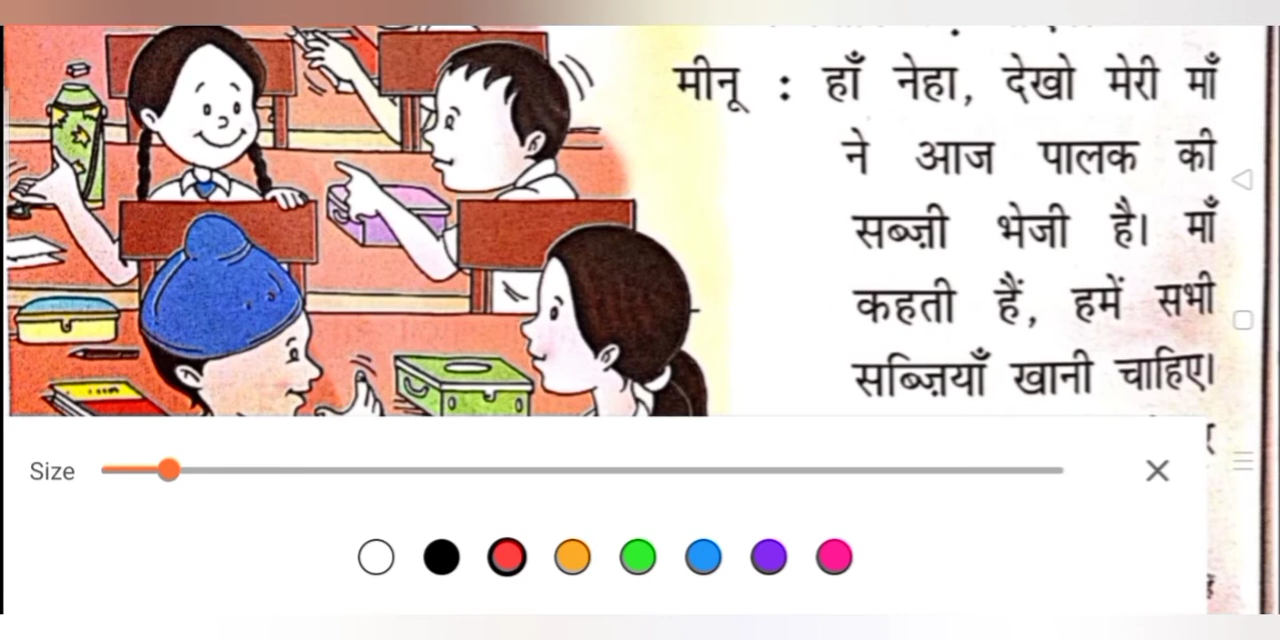 मीनू : हाँ नेहा, देखो मेरी माँ
ने आज पालक की
सब्ज़ी भेजी है। माँ
कहती हैं, हमें सभी
सब्ज़ियाँ खानी चाहिए।
Size